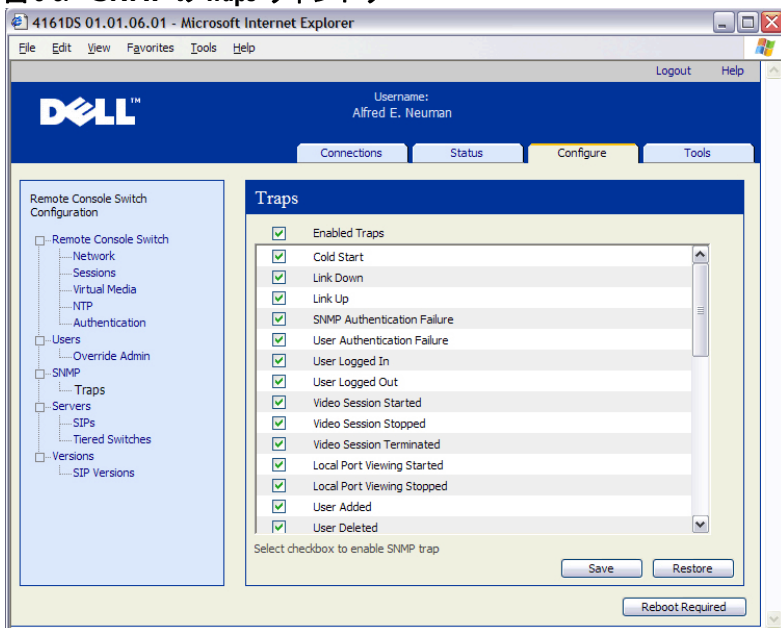 4161DS 01.01.06.01 - Microsoft Internet Explorer
File Edit View Favorites Tools Help
Logout Help
DELL™
Username:
Alfred E. Neuman
Connections Status Configure Tools
Remote Console Switch
Configuration
Remote Console Switch
Network
Sessions
Virtual Media
NTP
Authentication
Users
Override Admin
SNMP
Traps
Servers
SIPs
Tiered Switches
Versions
SIP Versions
Traps
Enabled Traps
Cold Start
Link Down
Link Up
SNMP Authentication Failure
User Authentication Failure
User Logged In
User Logged Out
Video Session Started
Video Session Stopped
Video Session Terminated
Local Port Viewing Started
Local Port Viewing Stopped
User Added
User Deleted
Select checkbox to enable SNMP trap
Save Restore
Reboot Required